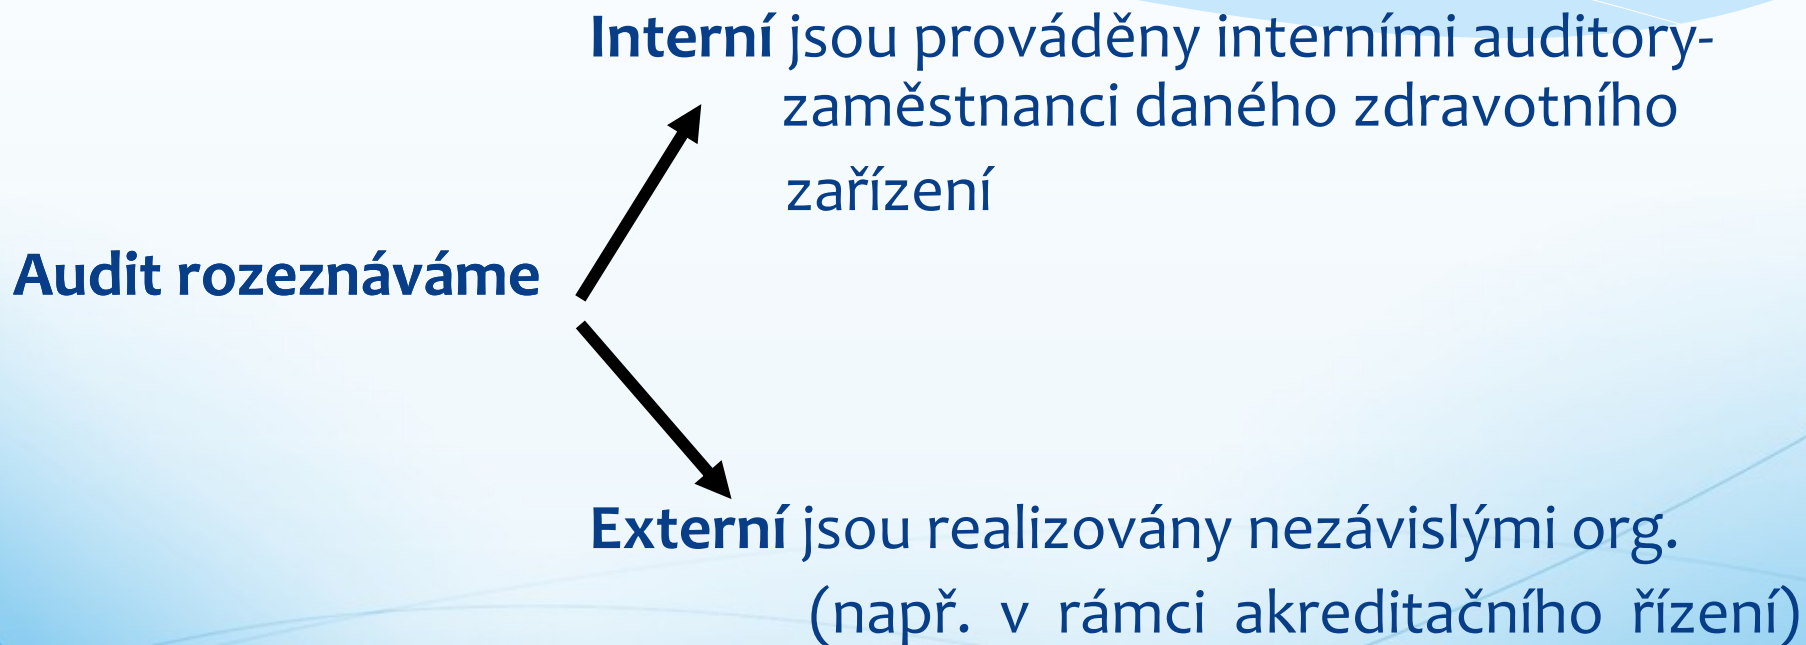 Interní jsou prováděny interními auditory-
zaměstnanci daného zdravotního
zařízení
Audit rozeznáváme
Externí jsou realizovány nezávislými org.
(např. v rámci akreditačního řízení)